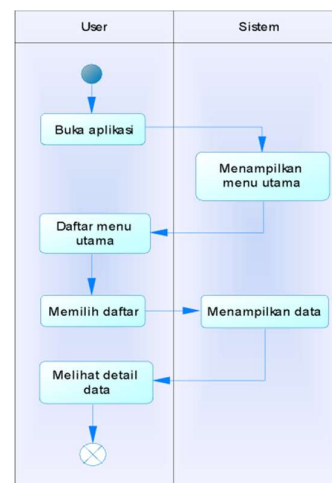 User
Sistem
Buka aplikasi
Menampilkan
menu utama
Daftar menu
utama
Memilih daftar
Menampilkan data
Melihat detail
data